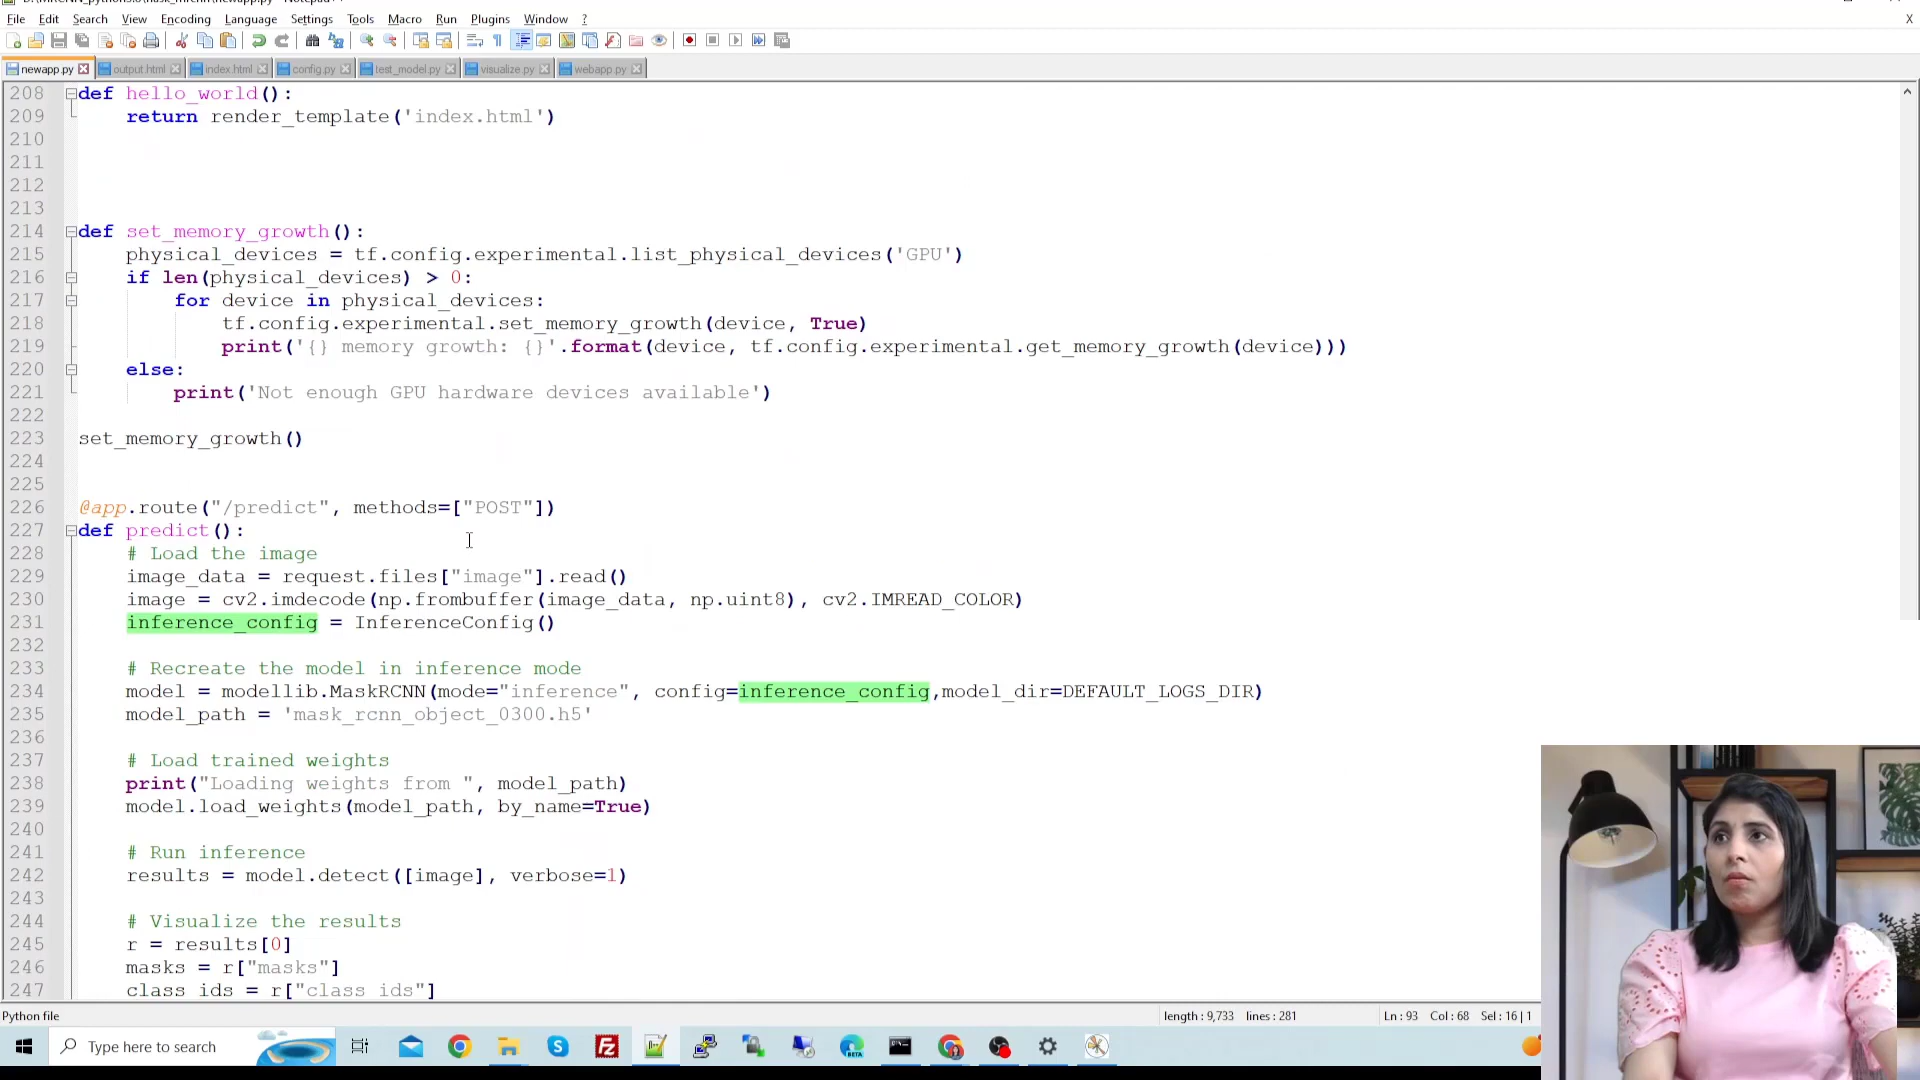 File Edit Search View Encoding Language Settings Tools Macro Run Plugins Window ? X
newapp.py output.html index.html config.py test_model.py visualize.py webapp.py
208 def hello_world():
209 return render_template('index.html')
210
211
212
213
214 def set_memory_growth():
215 physical_devices = tf.config.experimental.list_physical_devices('GPU')
216 if len(physical_devices) > 0:
217 for device in physical_devices:
218 tf.config.experimental.set_memory_growth(device, True)
219 print('{} memory growth: {}'.format(device, tf.config.experimental.get_memory_growth(device)))
220 else:
221 print('Not enough GPU hardware devices available')
222
223 set_memory_growth()
224
225
226 @app.route("/predict", methods=["POST"])
227 def predict():
228 # Load the image
229 image_data = request.files["image"].read()
230 image = cv2.imdecode(np.frombuffer(image_data, np.uint8), cv2.IMREAD_COLOR)
231 inference_config = InferenceConfig()
232
233 # Recreate the model in inference mode
234 model = modellib.MaskRCNN(mode="inference", config=inference_config,model_dir=DEFAULT_LOGS_DIR)
235 model_path = 'mask_rcnn_object_0300.h5'
236
237 # Load trained weights
238 print("Loading weights from ", model_path)
239 model.load_weights(model_path, by_name=True)
240
241 # Run inference
242 results = model.detect([image], verbose=1)
243
244 # Visualize the results
245 r = results[0]
246 masks = r["masks"]
247 class_ids = r["class_ids"]
Python file length : 9,733 lines : 281 Ln : 93 Col : 68 Sel : 16 | 1
Type here to search
BETA